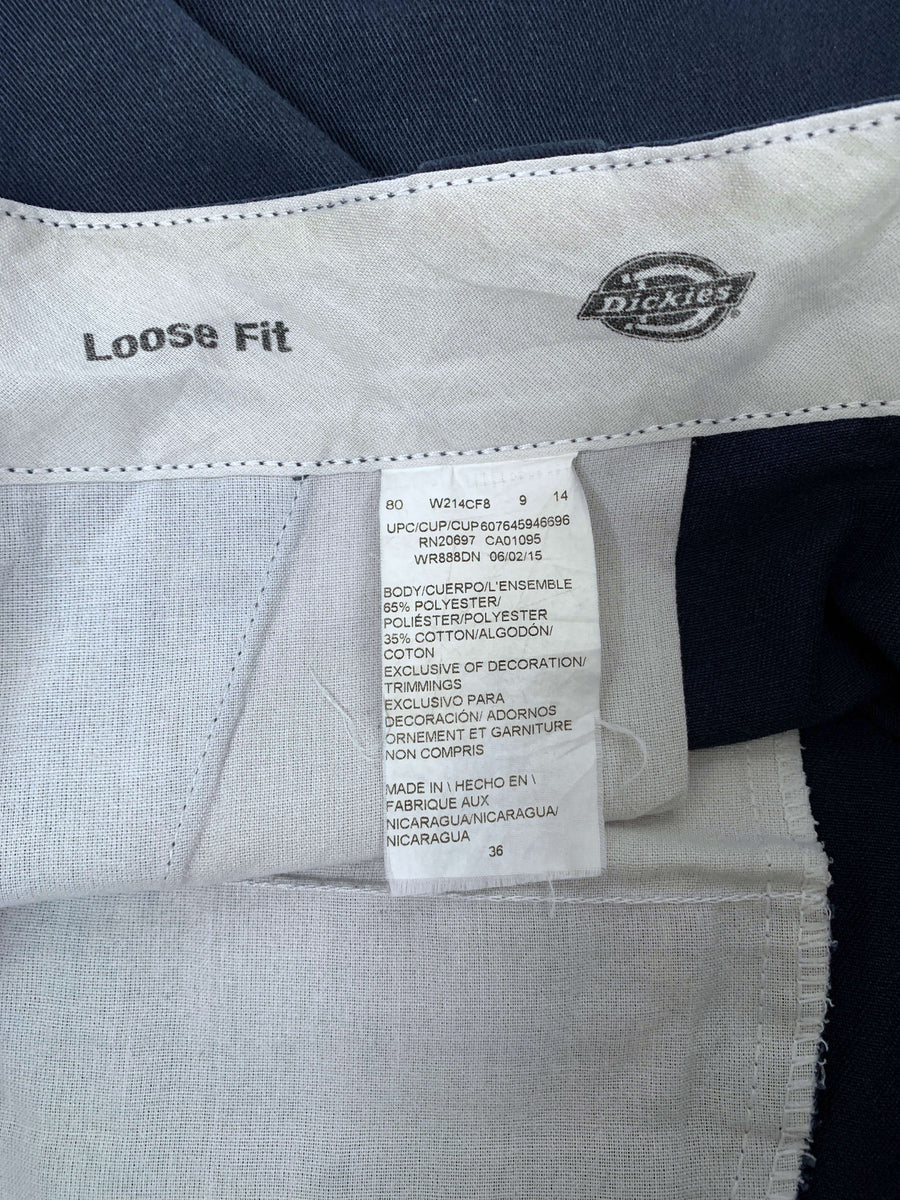 Loose Fit
Dickies®
80 W214CF8 9 14
UPC/CUP/CUP607645946696
RN20697 CA01095
WR888DN 06/02/15
BODY/CUERPO/L'ENSEMBLE
65% POLYESTER/
POLIÉSTER/POLYESTER
35% COTTON/ALGODÓN/
COTON
EXCLUSIVE OF DECORATION/
TRIMMINGS
EXCLUSIVO PARA
DECORACIÓN/ ADORNOS
ORNEMENT ET GARNITURE
NON COMPRIS
MADE IN \ HECHO EN \
FABRIQUE AUX
NICARAGUA/NICARAGUA/
NICARAGUA
36